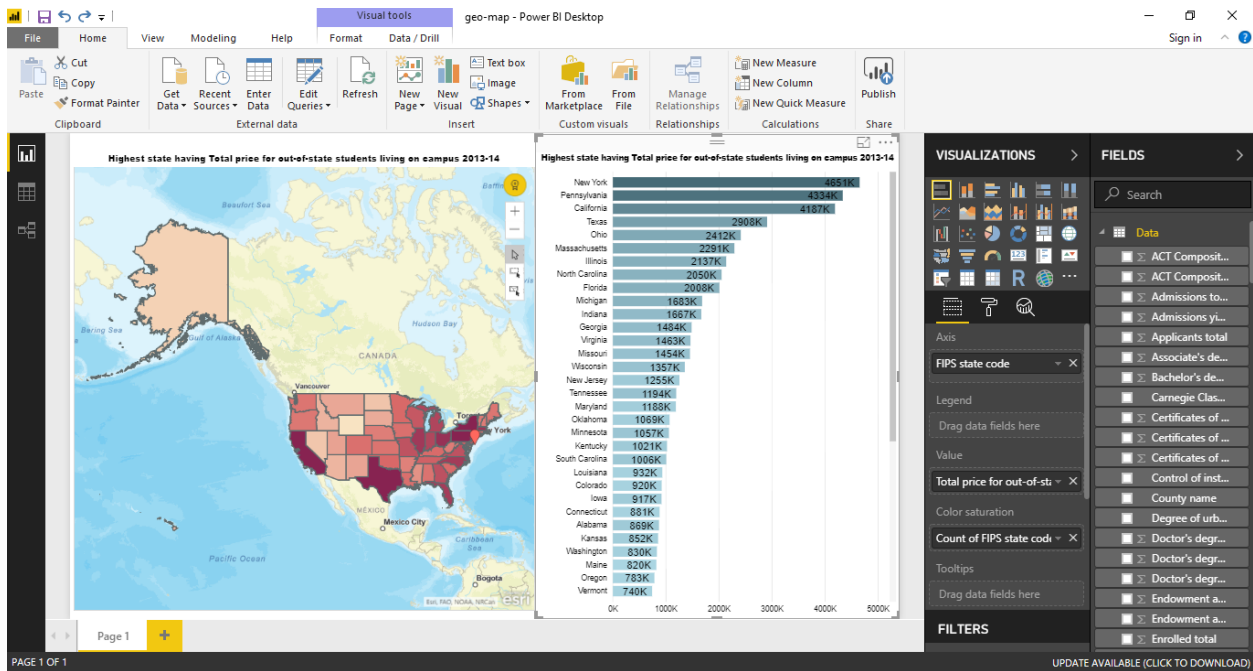 Visual tools
geo-map - Power BI Desktop
File Home View Modeling Help Format Data / Drill Sign in
Paste
Cut
Copy
Format Painter
Clipboard
Get Data
Recent Sources
Enter Data
Edit Queries
Refresh
External data
New Page
New Visual
Text box
Image
Shapes
Insert
From Marketplace
From File
Custom visuals
Manage Relationships
Relationships
New Measure
New Column
New Quick Measure
Calculations
Publish
Share
Highest state having Total price for out-of-state students living on campus 2013-14
Beaufort Sea
Baffin
Bering Sea
Gulf of Alaska
Hudson Bay
CANADA
Vancouver
Toro
York
MÉXICO
Mexico City
Caribbean Sea
Pacific Ocean
Bogota
Esri, FAO, NOAA, NRCan
esri
Highest state having Total price for out-of-state students living on campus 2013-14
New York 4651K
Pennsylvania 4334K
California 4187K
Texas 2908K
Ohio 2412K
Massachusetts 2291K
Illinois 2137K
North Carolina 2050K
Florida 2008K
Michigan 1683K
Indiana 1667K
Georgia 1484K
Virginia 1463K
Missouri 1454K
Wisconsin 1357K
New Jersey 1255K
Tennessee 1194K
Maryland 1188K
Oklahoma 1069K
Minnesota 1057K
Kentucky 1021K
South Carolina 1006K
Louisiana 932K
Colorado 920K
Iowa 917K
Connecticut 881K
Alabama 869K
Kansas 852K
Washington 830K
Maine 820K
Oregon 783K
Vermont 740K
0K 1000K 2000K 3000K 4000K 5000K
VISUALIZATIONS
Axis
FIPS state code
Legend
Drag data fields here
Value
Total price for out-of-sta
Color saturation
Count of FIPS state code
Tooltips
Drag data fields here
FILTERS
FIELDS
Search
Data
ACT Composit...
ACT Composit...
Admissions to...
Admissions yi...
Applicants total
Associate's de...
Bachelor's de...
Carnegie Clas...
Certificates of ...
Certificates of ...
Certificates of ...
Control of inst...
County name
Degree of urb...
Doctor's degr...
Doctor's degr...
Doctor's degr...
Endowment a...
Endowment a...
Enrolled total
Page 1
PAGE 1 OF 1
UPDATE AVAILABLE (CLICK TO DOWNLOAD)